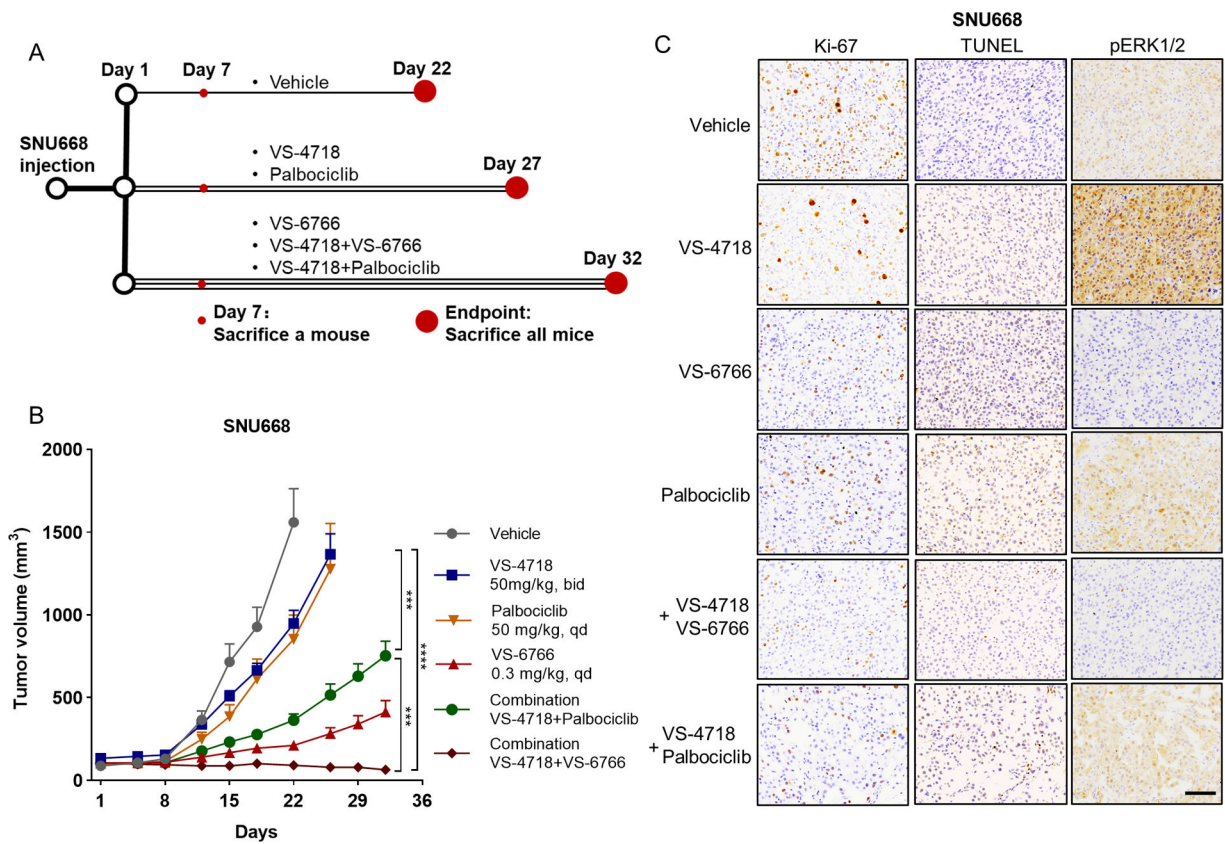 A
Day 1
Day 7
• Vehicle
Day 22
SNU668
injection
• VS-4718
• Palbociclib
Day 27
• VS-6766
• VS-4718+VS-6766
• VS-4718+Palbociclib
Day 32
Day 7:
Sacrifice a mouse
Endpoint:
Sacrifice all mice
B
SNU668
Tumor volume (mm³)
2000
1500
1000
500
0
1
8
15
22
29
36
Days
Vehicle
VS-4718
50mg/kg, bid
Palbociclib
50 mg/kg, qd
VS-6766
0.3 mg/kg, qd
Combination
VS-4718+Palbociclib
Combination
VS-4718+VS-6766
***
***
****
C
SNU668
Ki-67
TUNEL
pERK1/2
Vehicle
VS-4718
VS-6766
Palbociclib
+ VS-4718
VS-6766
+ VS-4718
Palbociclib